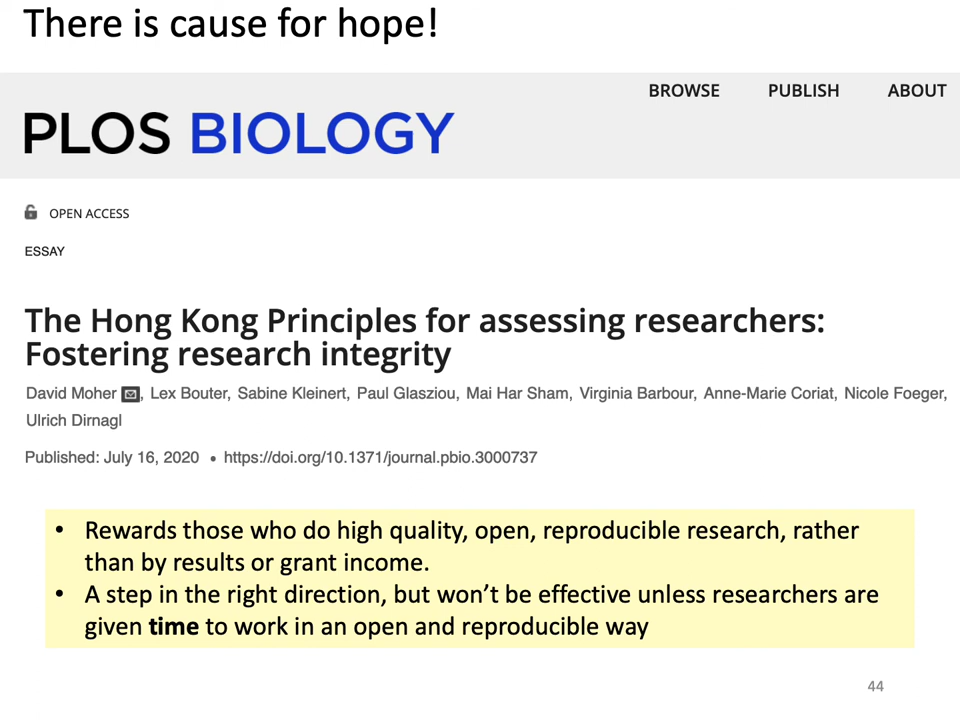 There is cause for hope!
BROWSE PUBLISH ABOUT
PLOS BIOLOGY
OPEN ACCESS
ESSAY
The Hong Kong Principles for assessing researchers:
Fostering research integrity
David Moher , Lex Bouter, Sabine Kleinert, Paul Glasziou, Mai Har Sham, Virginia Barbour, Anne-Marie Coriat, Nicole Foeger,
Ulrich Dirnagl
Published: July 16, 2020 • https://doi.org/10.1371/journal.pbio.3000737
• Rewards those who do high quality, open, reproducible research, rather
than by results or grant income.
• A step in the right direction, but won’t be effective unless researchers are
given time to work in an open and reproducible way
44